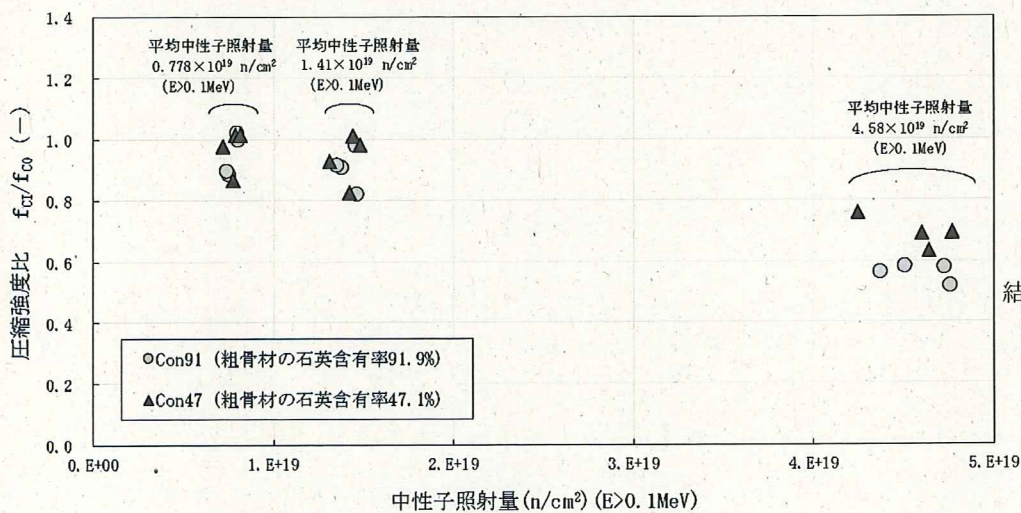 1.4
1.2
1.0
0.8
0.6
0.4
0.2
0.0
圧縮強度比 f_CI/f_C0 (—)
平均中性子照射量
0.778×10¹⁹ n/cm²
(E>0.1MeV)
平均中性子照射量
1.41×10¹⁹ n/cm²
(E>0.1MeV)
平均中性子照射量
4.58×10¹⁹ n/cm²
(E>0.1MeV)
結
○Con91 (粗骨材の石英含有率91.9%)
▲Con47 (粗骨材の石英含有率47.1%)
0.E+00 1.E+19 2.E+19 3.E+19 4.E+19 5.E+19
中性子照射量(n/cm²)(E>0.1MeV)